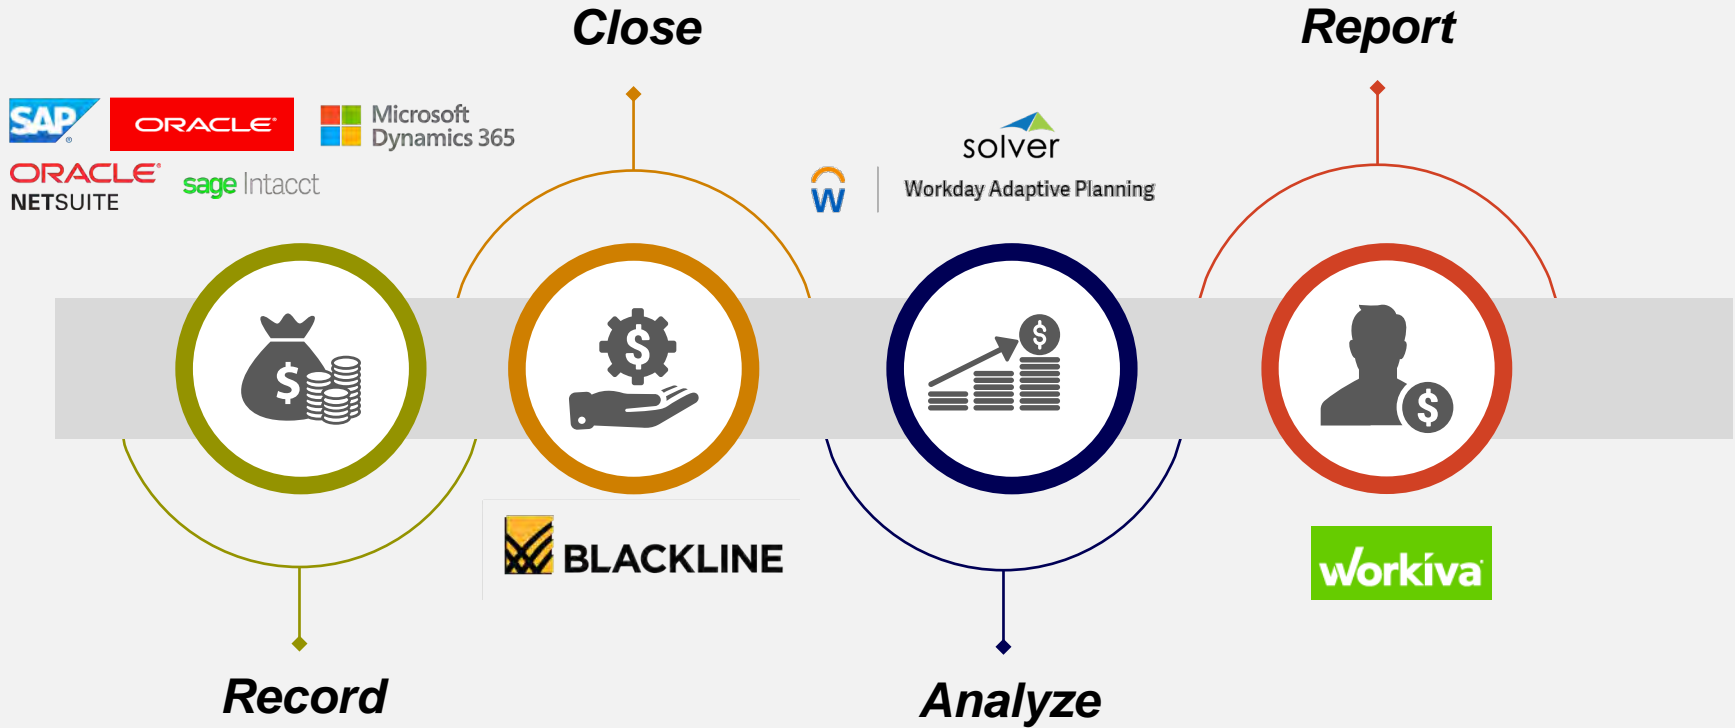 Close
Report
SAP
ORACLE
Microsoft
Dynamics 365
ORACLE
NETSUITE
sage Intacct
solver
W
Workday Adaptive Planning
$
$
$
$
BLACKLINE
workiva
Record
Analyze